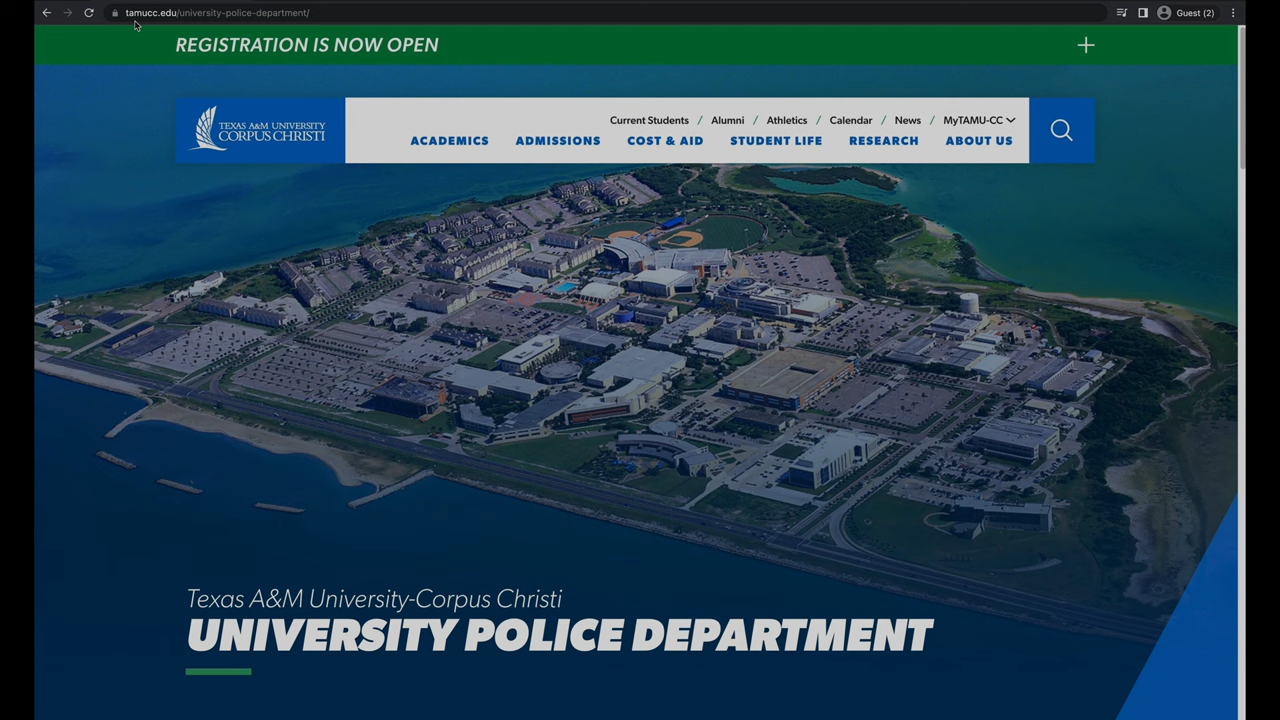 tamucc.edu/university-police-department/
Guest (2)
REGISTRATION IS NOW OPEN
TEXAS A&M UNIVERSITY
CORPUS CHRISTI
Current Students / Alumni / Athletics / Calendar / News / MyTAMU-CC
ACADEMICS ADMISSIONS COST & AID STUDENT LIFE RESEARCH ABOUT US
Texas A&M University-Corpus Christi
UNIVERSITY POLICE DEPARTMENT